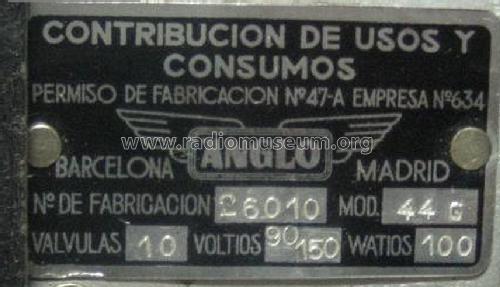 CONTRIBUCION DE USOS Y
CONSUMOS
PERMISO DE FABRICACION Nº47-A EMPRESA Nº634
www.radiomuseum.org
BARCELONA ANGLO MADRID
Nº DE FABRICACION 26010 MOD. 44 G
VALVULAS 10 VOLTIOS 90/150 WATIOS 100